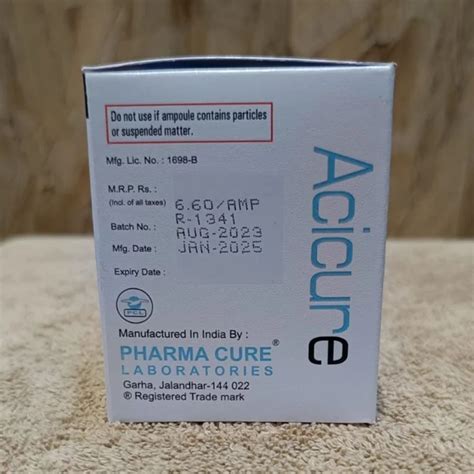 Do not use if ampoule contains particles
or suspended matter.
Mfg. Lic. No. : 1698-B
M.R.P. Rs. :
(Incl. of all taxes)
6.60/AMP
Batch No. :
R-1341
Mfg. Date :
AUG-2023
Expiry Date :
JAN-2025
PCL
Manufactured In India By :
PHARMA CURE®
LABORATORIES
Garha, Jalandhar-144 022
® Registered Trade mark
Acicure